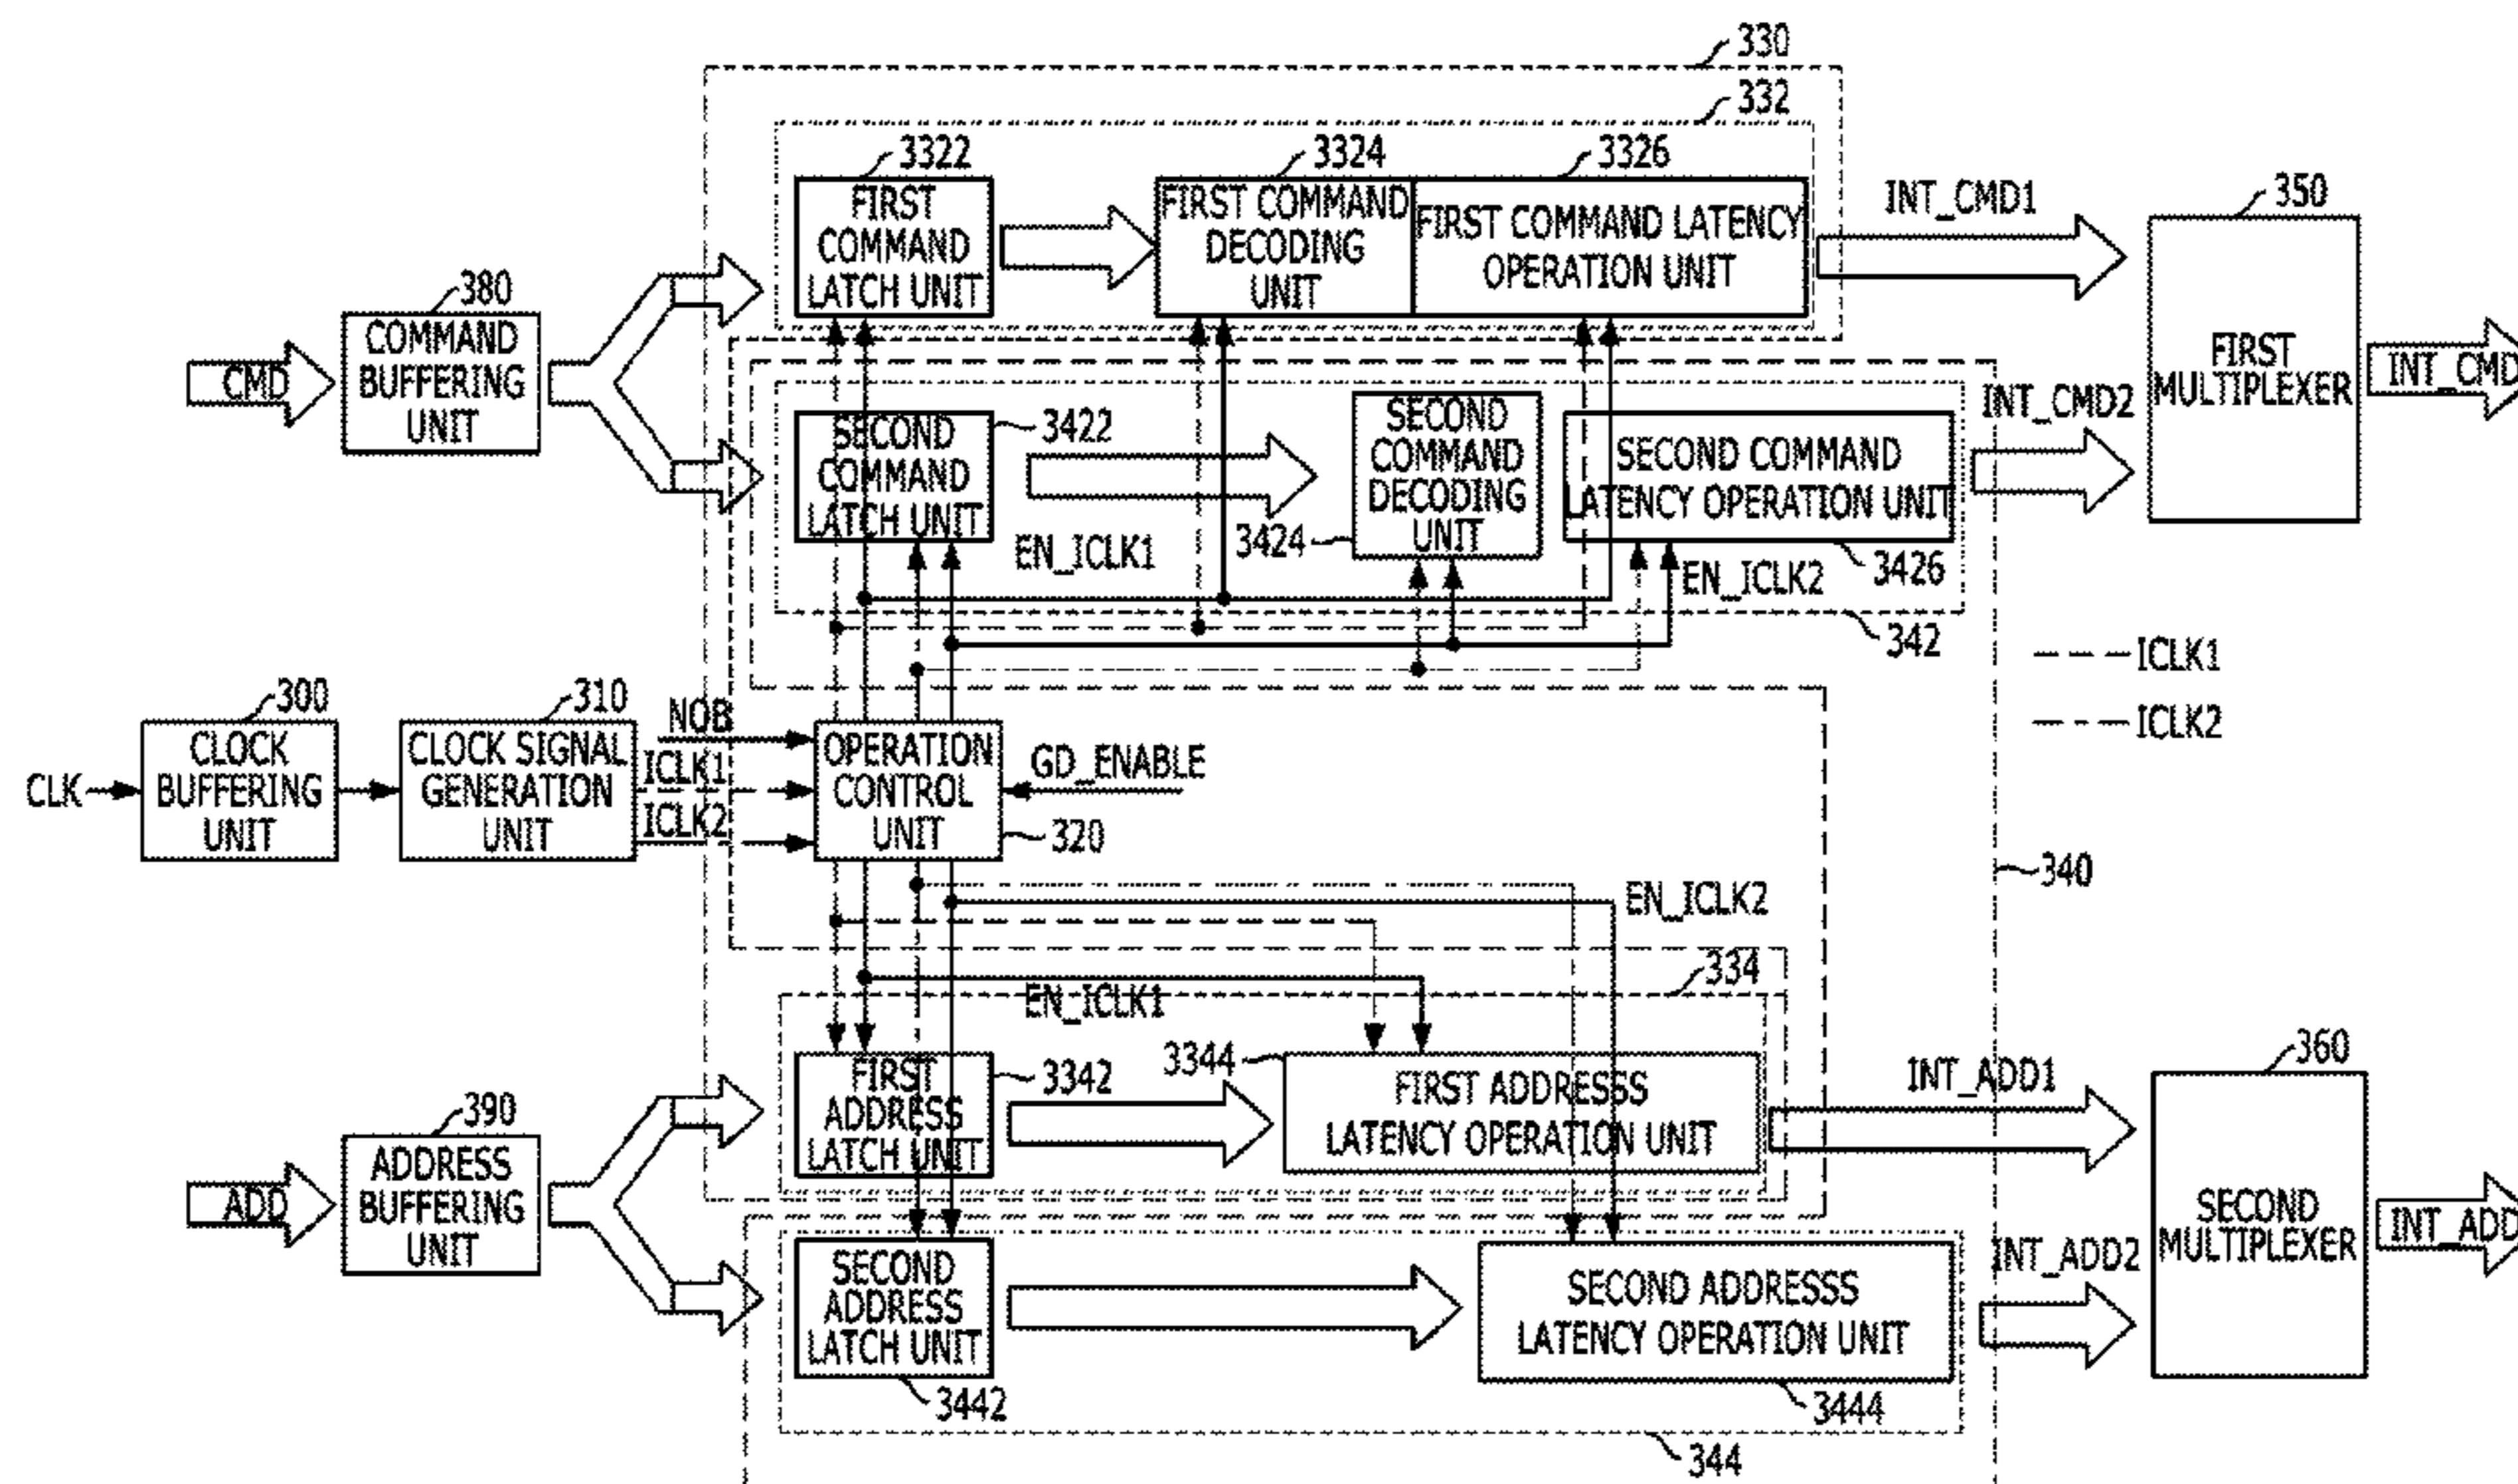 330
332
3322
3324
3326
FIRST
COMMAND
LATCH UNIT
FIRST COMMAND
DECODING
UNIT
FIRST COMMAND LATENCY
OPERATION UNIT
INT_CMD1
350
380
COMMAND
BUFFERING
UNIT
CMD
FIRST
MULTIPLEXER
INT_CMD
SECOND
COMMAND
LATCH UNIT
3422
SECOND
COMMAND
DECODING
UNIT
3424
SECOND COMMAND
LATENCY OPERATION UNIT
INT_CMD2
EN_ICLK1
EN_ICLK2
3426
342
ICLK1
ICLK2
300
310
NOB
CLK
CLOCK
BUFFERING
UNIT
CLOCK SIGNAL
GENERATION
UNIT
ICLK1
ICLK2
OPERATION
CONTROL
UNIT
GD_ENABLE
320
340
EN_ICLK2
334
EN_ICLK1
390
ADDRESS
BUFFERING
UNIT
ADD
FIRST
ADDRESS
LATCH UNIT
3342
3344
FIRST ADDRESSS
LATENCY OPERATION UNIT
INT_ADD1
360
SECOND
MULTIPLEXER
INT_ADD
SECOND
ADDRESS
LATCH UNIT
3442
SECOND ADDRESSS
LATENCY OPERATION UNIT
INT_ADD2
3444
344